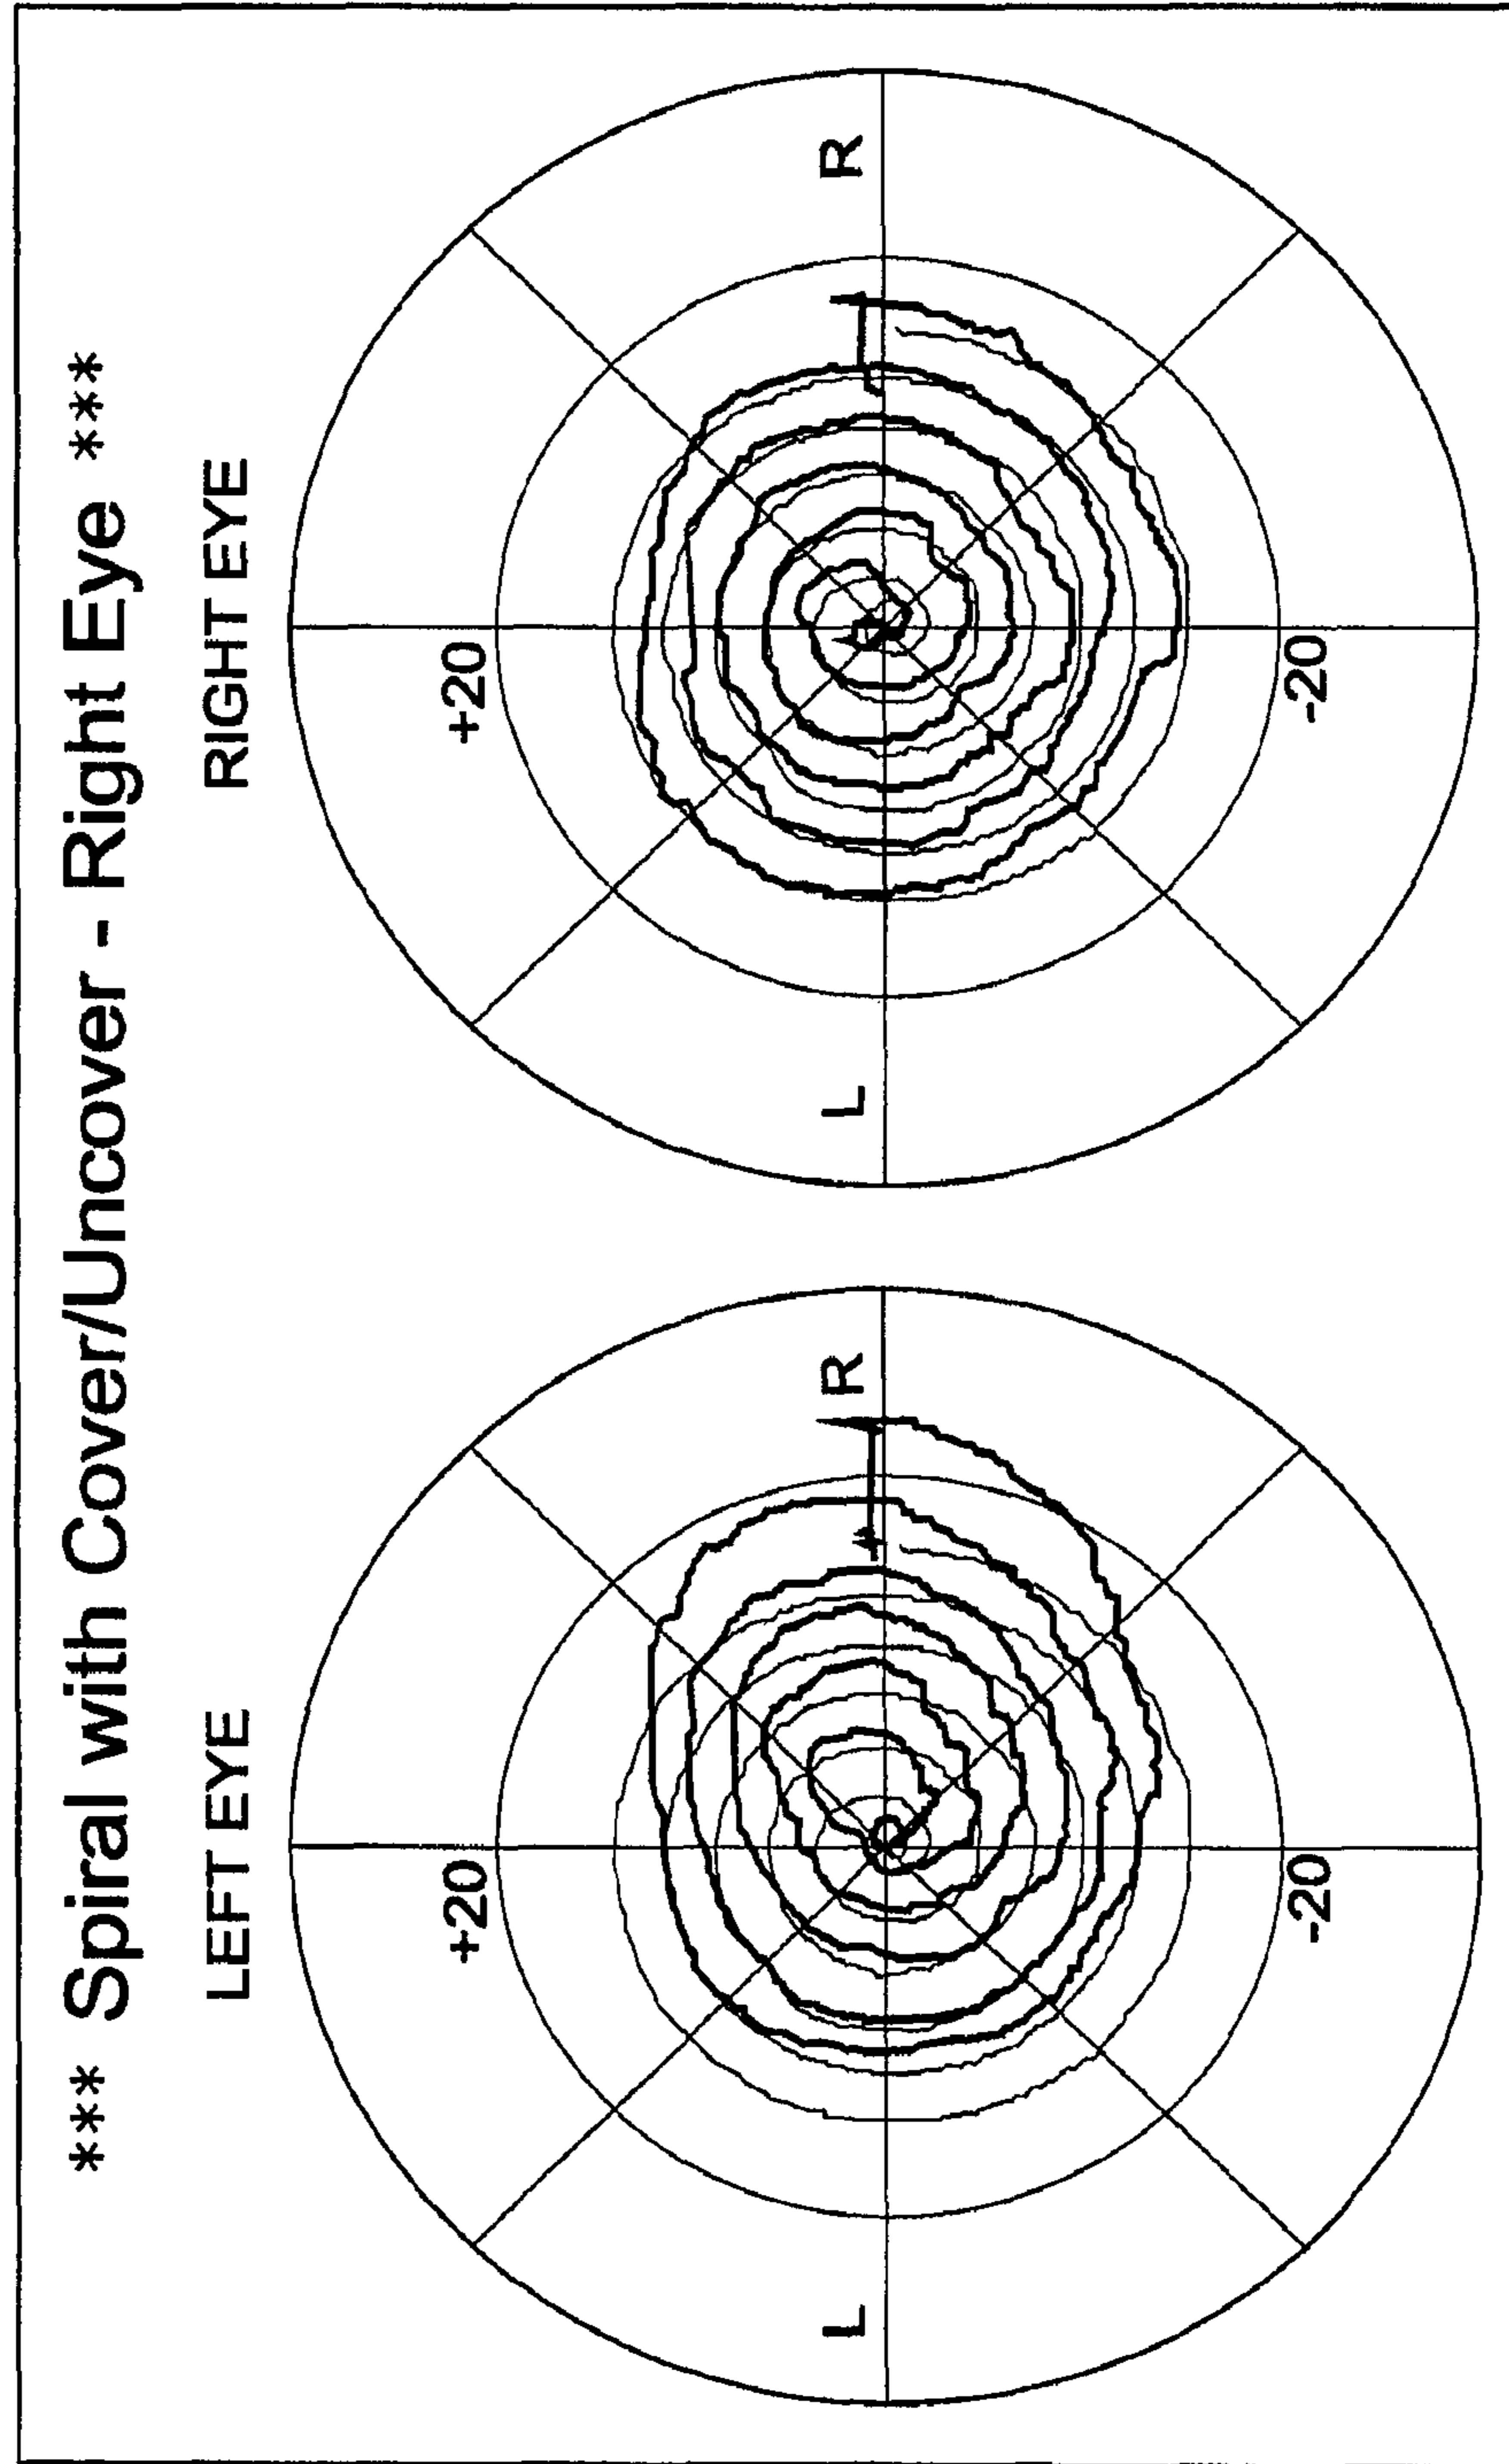 *** Spiral with Cover/Uncover - Right Eye ***
LEFT EYE
RIGHT EYE
+20
+20
L
R
L
R
-20
-20